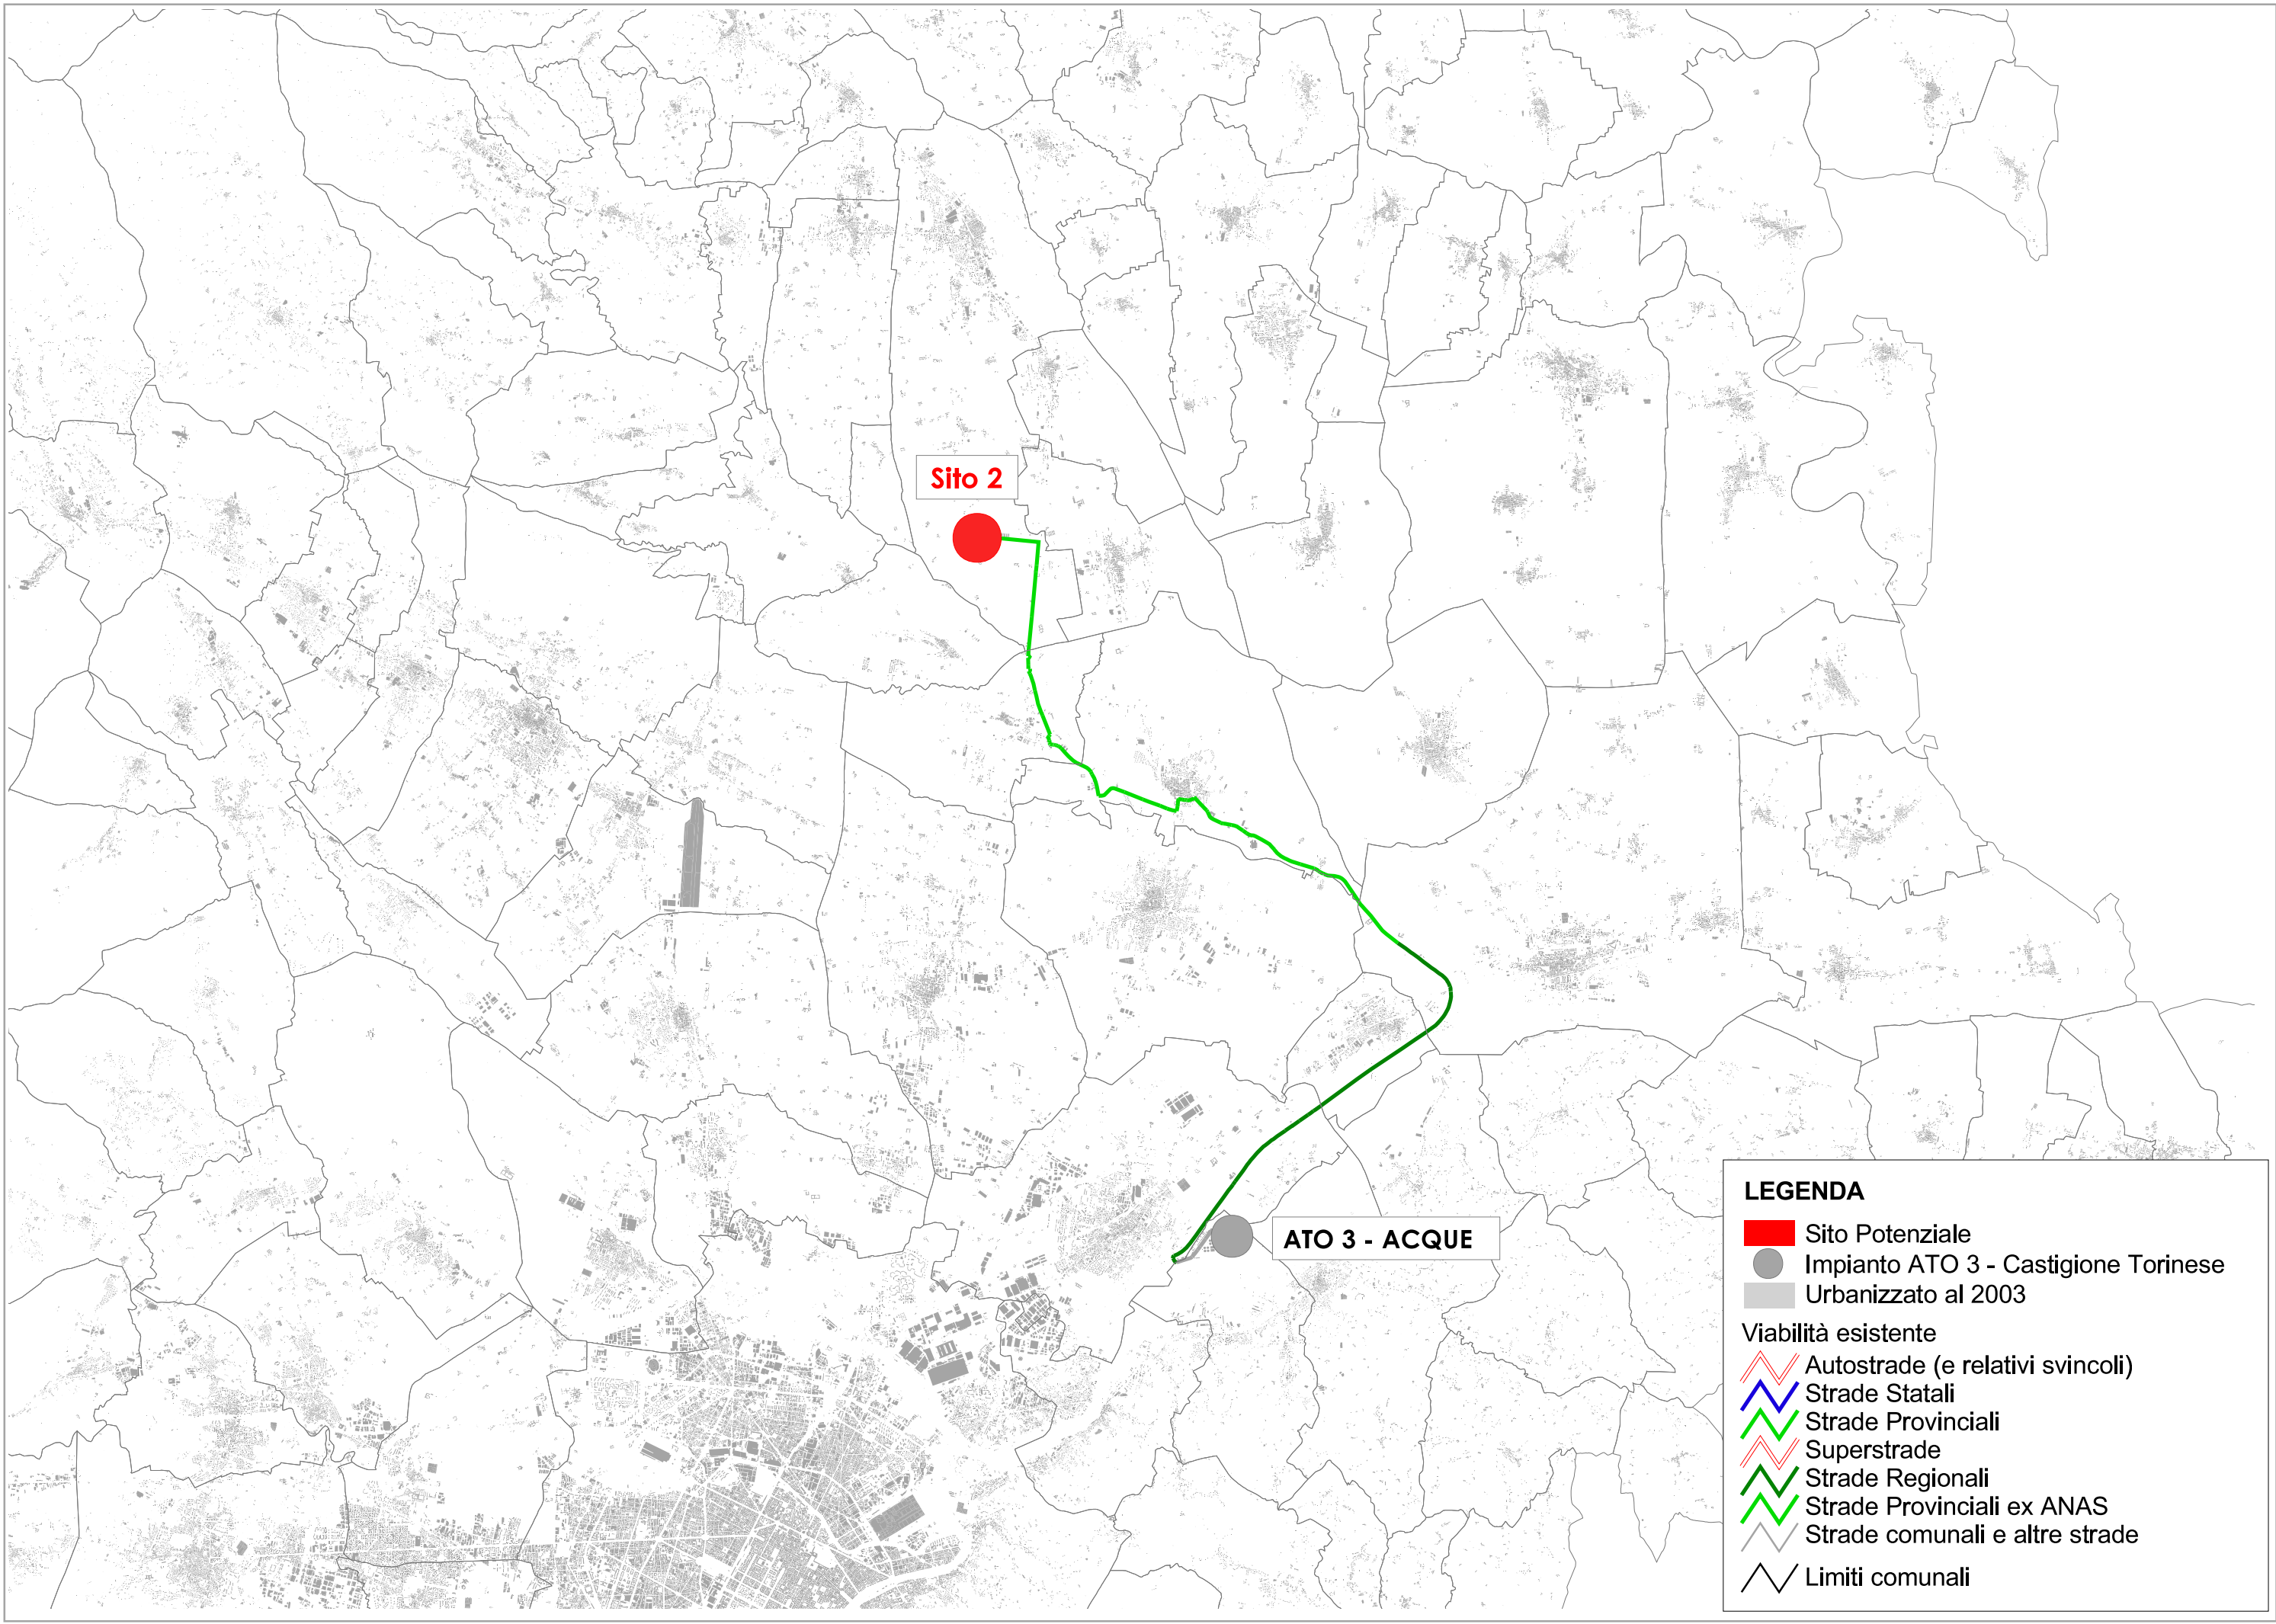 Sito 2
ATO 3 - ACQUE
LEGENDA
Sito Potenziale
Impianto ATO 3 - Castigione Torinese
Urbanizzato al 2003
Viabilità esistente
Autostrade (e relativi svincoli)
Strade Statali
Strade Provinciali
Superstrade
Strade Regionali
Strade Provinciali ex ANAS
Strade comunali e altre strade
Limiti comunali